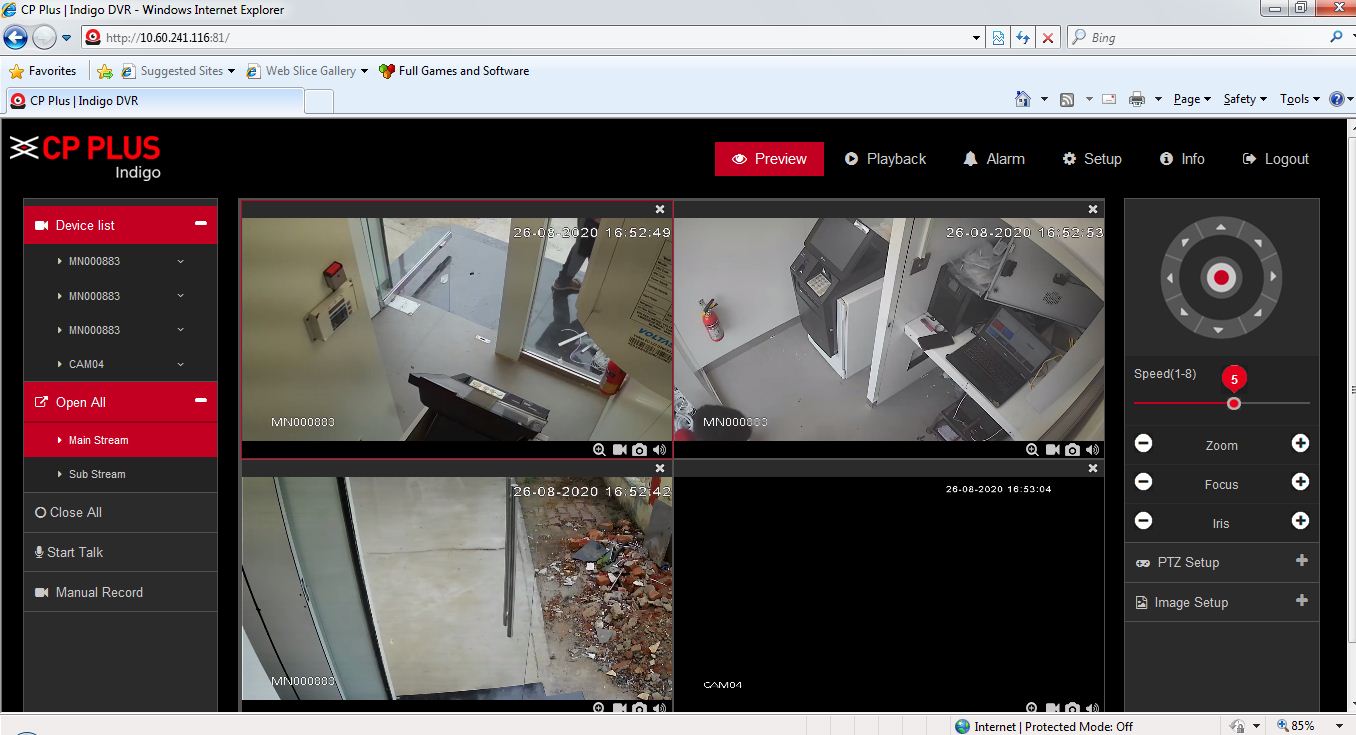 CP Plus | Indigo DVR - Windows Internet Explorer
http://10.60.241.116:81/
Bing
Favorites
Suggested Sites
Web Slice Gallery
Full Games and Software
CP Plus | Indigo DVR
Page
Safety
Tools
CP PLUS
Indigo
Preview
Playback
Alarm
Setup
Info
Logout
Device list
MN000883
MN000883
MN000883
CAM04
Open All
Main Stream
Sub Stream
Close All
Start Talk
Manual Record
26-08-2020 16:52:49
VOLTAS
MN000883
26-08-2020 16:52:53
MN000883
26-08-2020 16:52:42
MN000883
26-08-2020 16:53:04
CAM04
Speed(1-8)
5
Zoom
Focus
Iris
PTZ Setup
Image Setup
Internet | Protected Mode: Off
85%